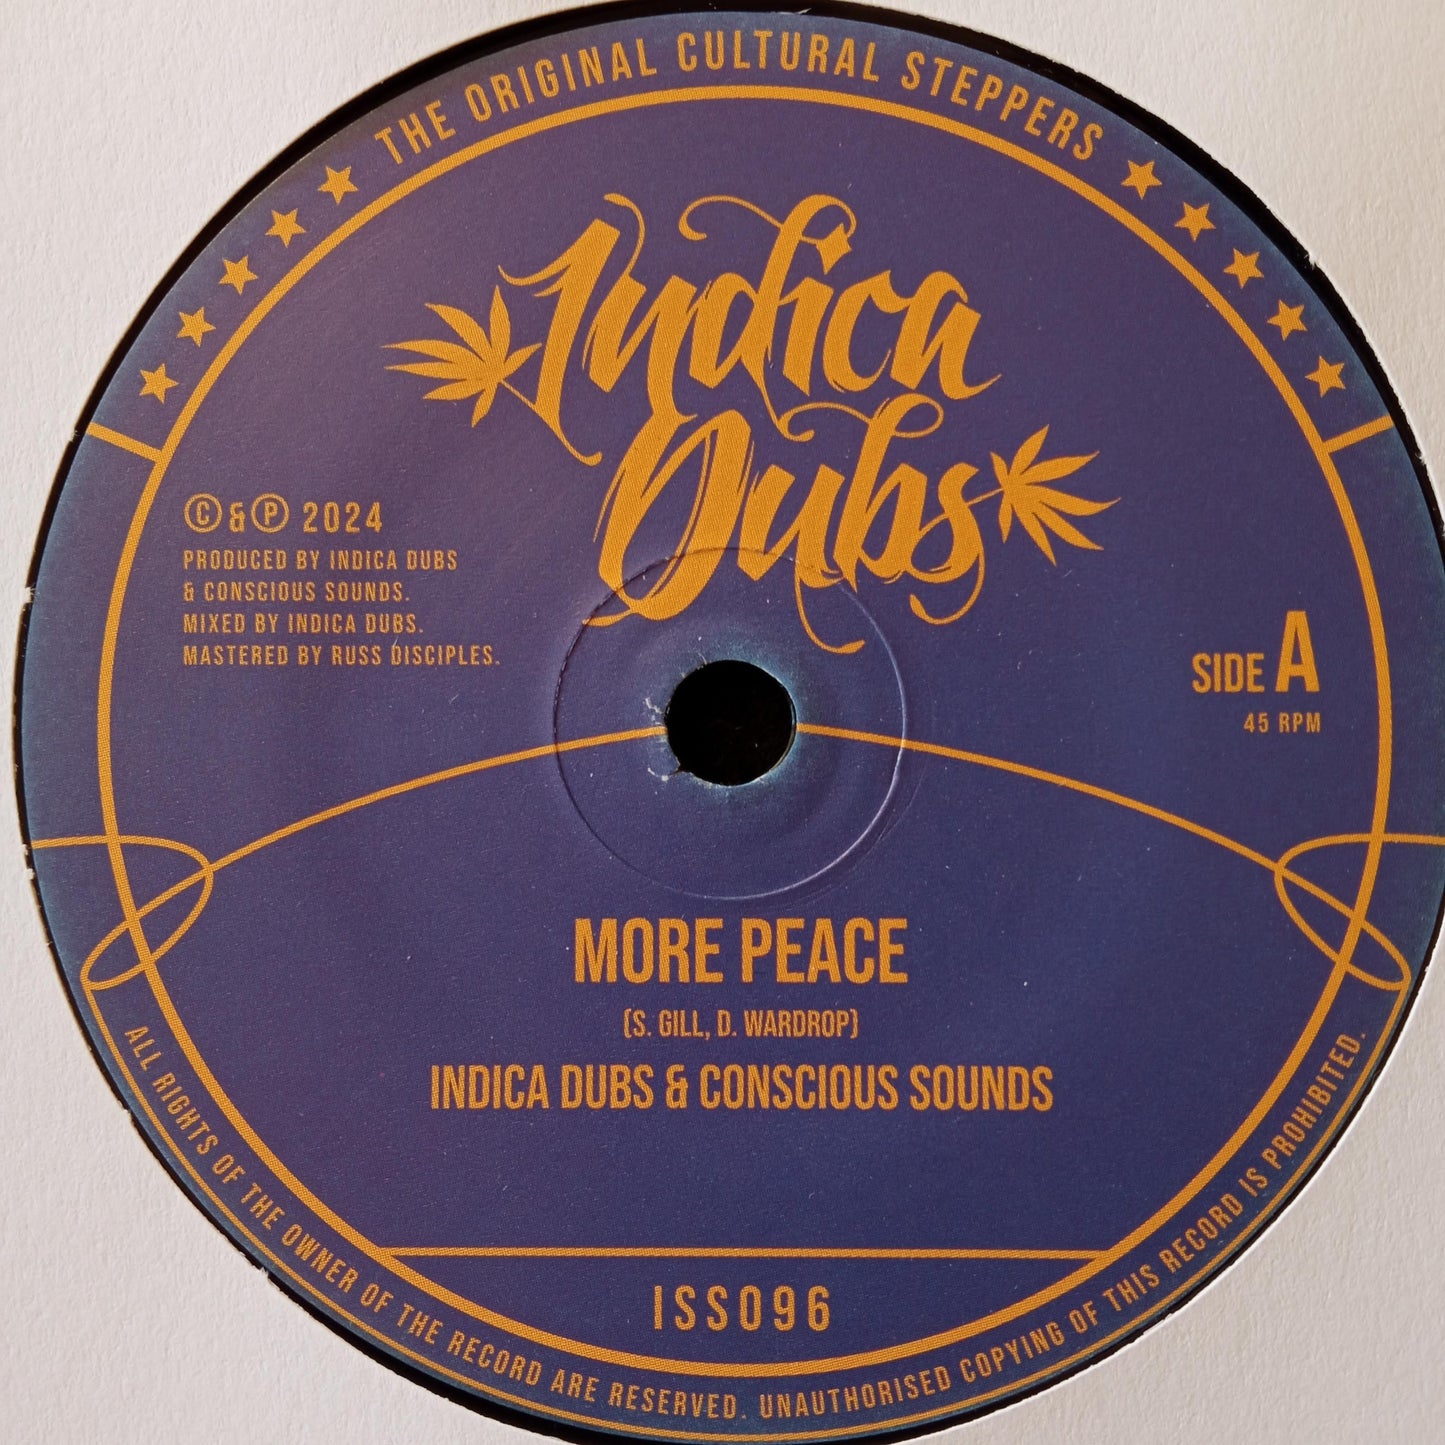 THE ORIGINAL CULTURAL STEPPERS
Indica
Dubs
© & ℗ 2024
PRODUCED BY INDICA DUBS
& CONSCIOUS SOUNDS.
MIXED BY INDICA DUBS.
MASTERED BY RUSS DISCIPLES.
SIDE A
45 RPM
MORE PEACE
(S. GILL, D. WARDROP)
INDICA DUBS & CONSCIOUS SOUNDS
ISS096
ALL RIGHTS OF THE OWNER OF THE RECORD ARE RESERVED. UNAUTHORISED COPYING OF THIS RECORD IS PROHIBITED.